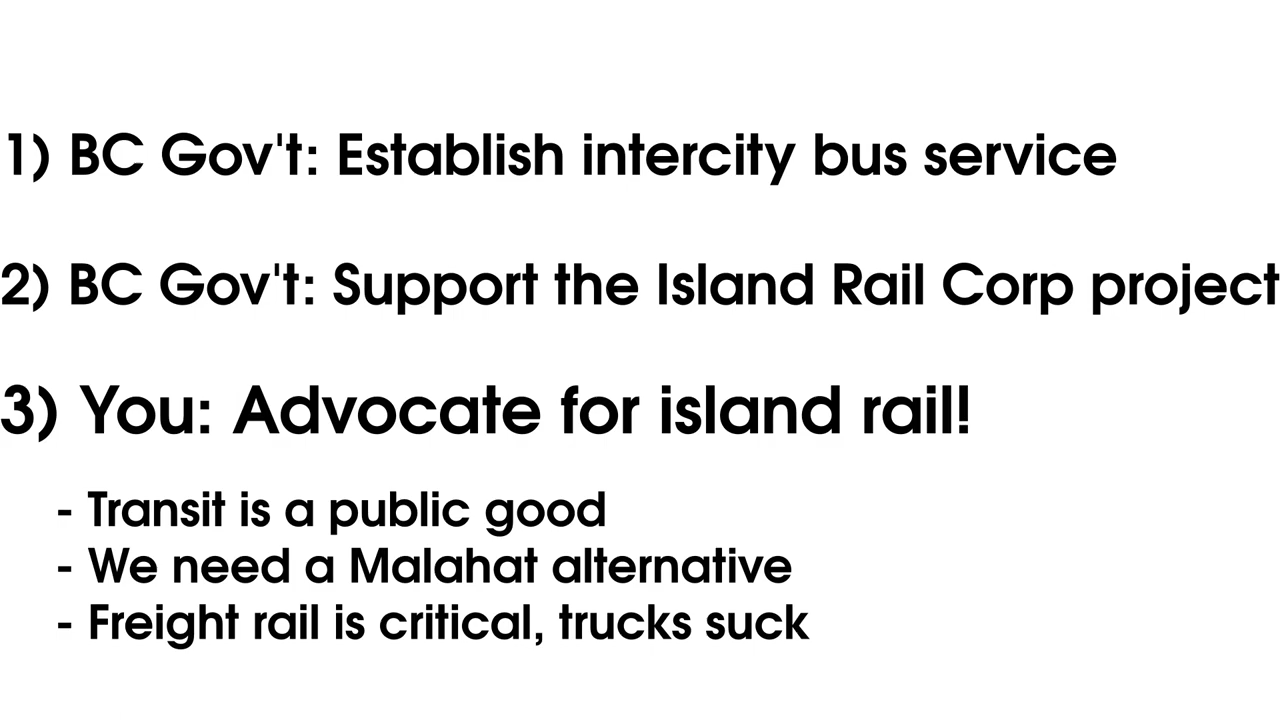 1) BC Gov't: Establish intercity bus service
2) BC Gov't: Support the Island Rail Corp project
3) You: Advocate for island rail!
- Transit is a public good
- We need a Malahat alternative
- Freight rail is critical, trucks suck